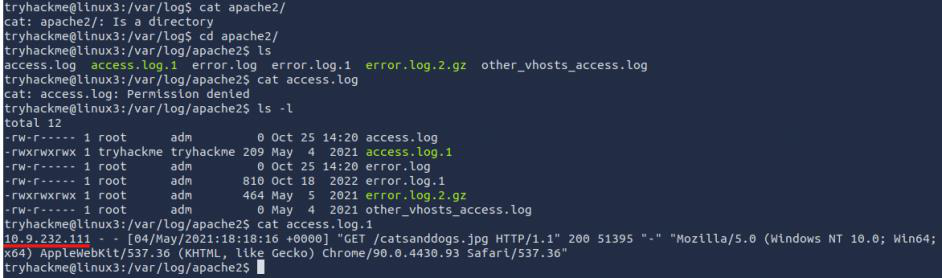 tryhackme@linux3:/var/log$ cat apache2/
cat: apache2/: Is a directory
tryhackme@linux3:/var/log$ cd apache2/
tryhackme@linux3:/var/log/apache2$ ls
access.log  access.log.1  error.log  error.log.1  error.log.2.gz  other_vhosts_access.log
tryhackme@linux3:/var/log/apache2$ cat access.log
cat: access.log: Permission denied
tryhackme@linux3:/var/log/apache2$ ls -l
total 12
-rw-r----- 1 root      adm         0 Oct 25 14:20 access.log
-rwxrwxrwx 1 tryhackme tryhackme 209 May  4  2021 access.log.1
-rw-r----- 1 root      adm         0 Oct 25 14:20 error.log
-rw-r----- 1 root      adm       810 Oct 18  2022 error.log.1
-rwxrwxrwx 1 root      adm       464 May  5  2021 error.log.2.gz
-rw-r----- 1 root      adm         0 May  4  2021 other_vhosts_access.log
tryhackme@linux3:/var/log/apache2$ cat access.log.1
10.9.232.111 - - [04/May/2021:18:18:16 +0000] "GET /catsanddogs.jpg HTTP/1.1" 200 51395 "-" "Mozilla/5.0 (Windows NT 10.0; Win64;
x64) AppleWebKit/537.36 (KHTML, like Gecko) Chrome/90.0.4430.93 Safari/537.36"
tryhackme@linux3:/var/log/apache2$